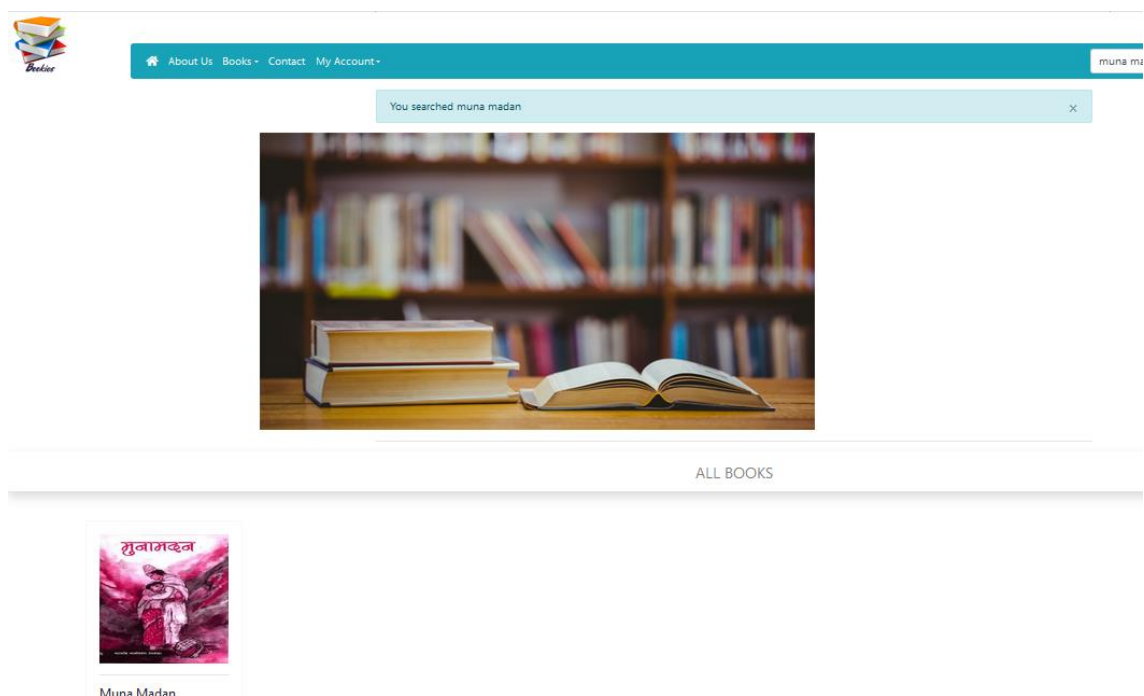 Bookies
About Us Books Contact My Account
muna ma
You searched muna madan ×
ALL BOOKS
मुनामदन
Muna Madan